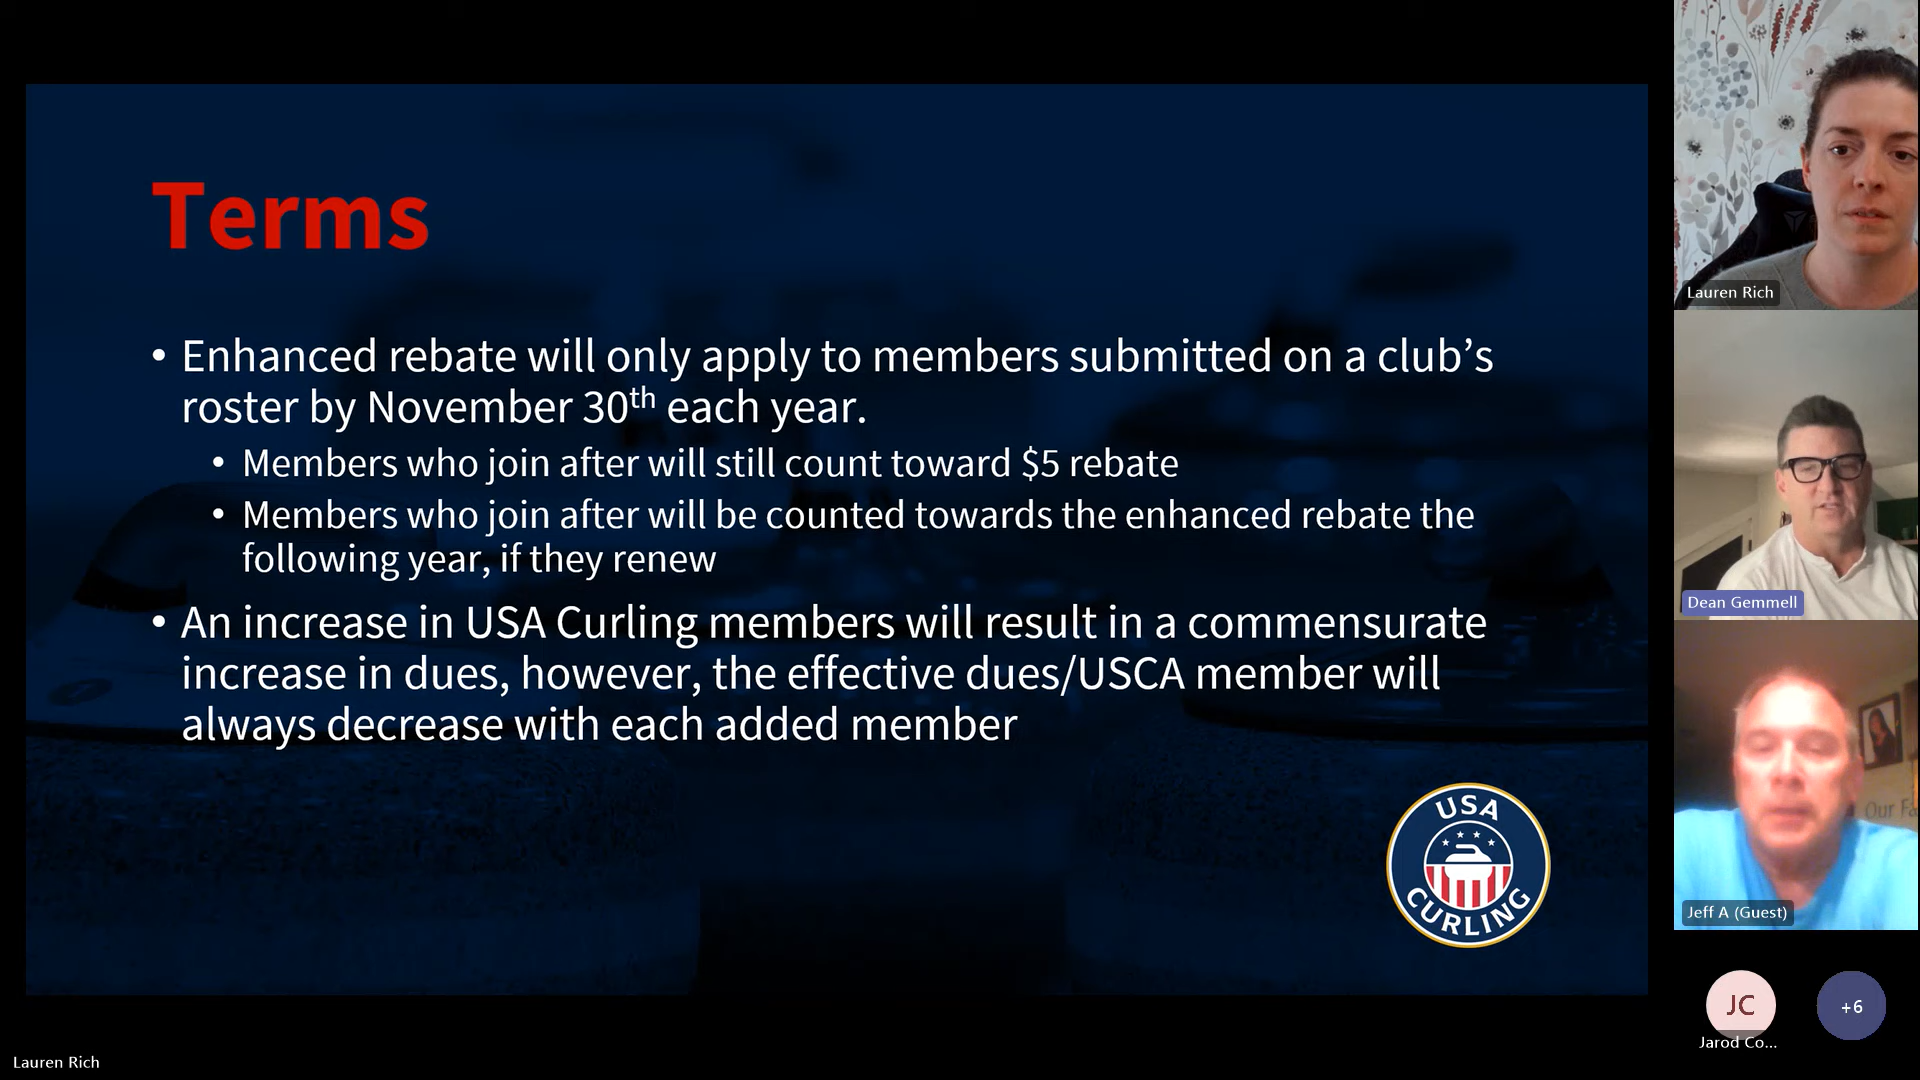 Terms
• Enhanced rebate will only apply to members submitted on a club’s
roster by November 30th each year.
• Members who join after will still count toward $5 rebate
• Members who join after will be counted towards the enhanced rebate the
following year, if they renew
• An increase in USA Curling members will result in a commensurate
increase in dues, however, the effective dues/USCA member will
always decrease with each added member
USA
CURLING
Lauren Rich
Dean Gemmell
Our Fa
Jeff A (Guest)
JC
+6
Jarod Co...
Lauren Rich